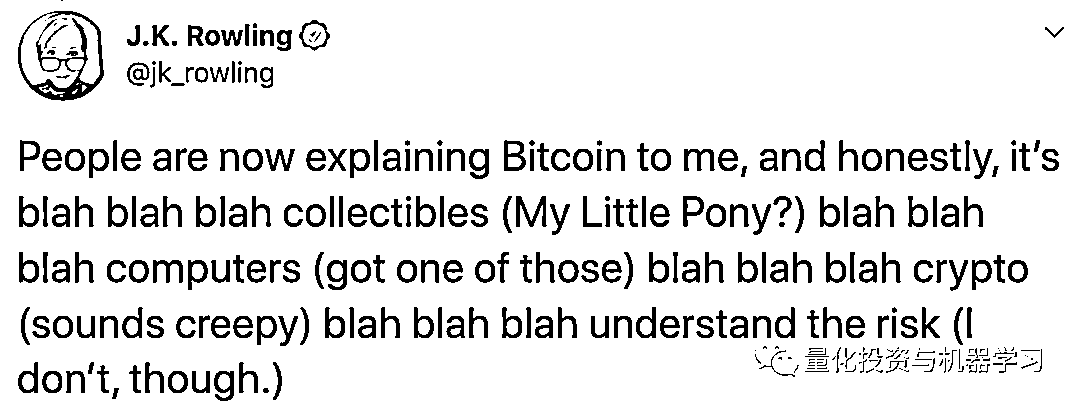 J.K. Rowling
@jk_rowling
People are now explaining Bitcoin to me, and honestly, it’s
blah blah blah collectibles (My Little Pony?) blah blah
blah computers (got one of those) blah blah blah crypto
(sounds creepy) blah blah blah understand the risk (I
don’t, though.)
量化投资与机器学习